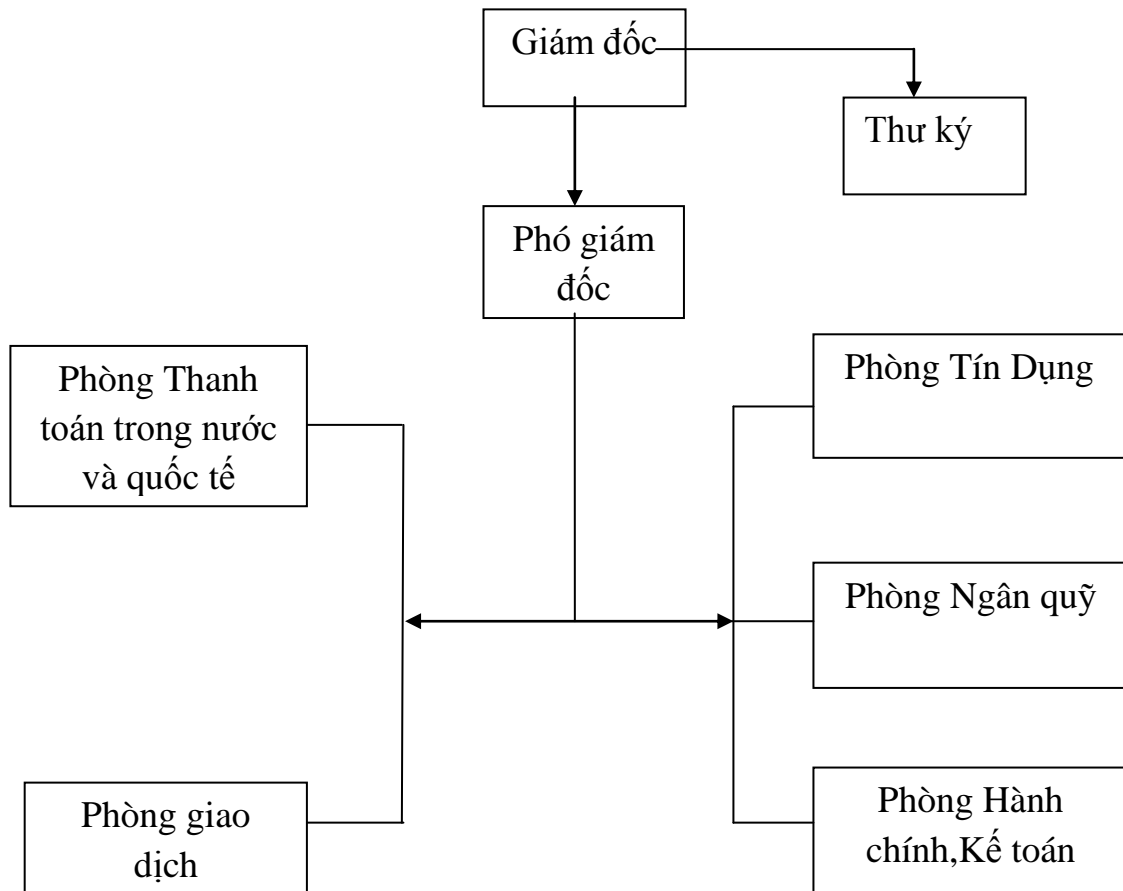 Giám đốc
Thư ký
Phó giám
đốc
Phòng Thanh
toán trong nước
và quốc tế
Phòng Tín Dụng
Phòng Ngân quỹ
Phòng giao
dịch
Phòng Hành
chính,Kế toán